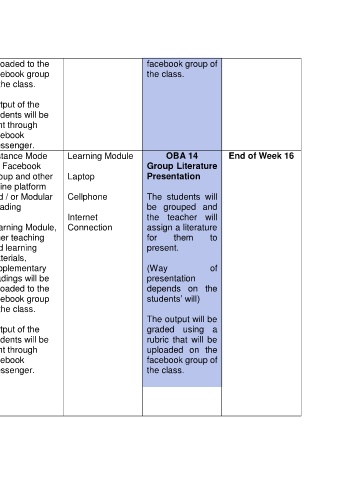 oaded to the
ebook group
he class.
tput of the
dents will be
nt through
ebook
ssenger.
facebook group of
the class.
tance Mode
Facebook
oup and other
ine platform
d / or Modular
ading
arning Module,
er teaching
d learning
terials,
pplementary
dings will be
oaded to the
ebook group
he class.
tput of the
dents will be
nt through
ebook
ssenger.
Learning Module
Laptop
Cellphone
Internet
Connection
OBA 14
Group Literature
Presentation
The students will
be grouped and
the teacher will
assign a literature
for them to
present.
(Way of
presentation
depends on the
students' will)
The output will be
graded using a
rubric that will be
uploaded on the
facebook group of
the class.
End of Week 16